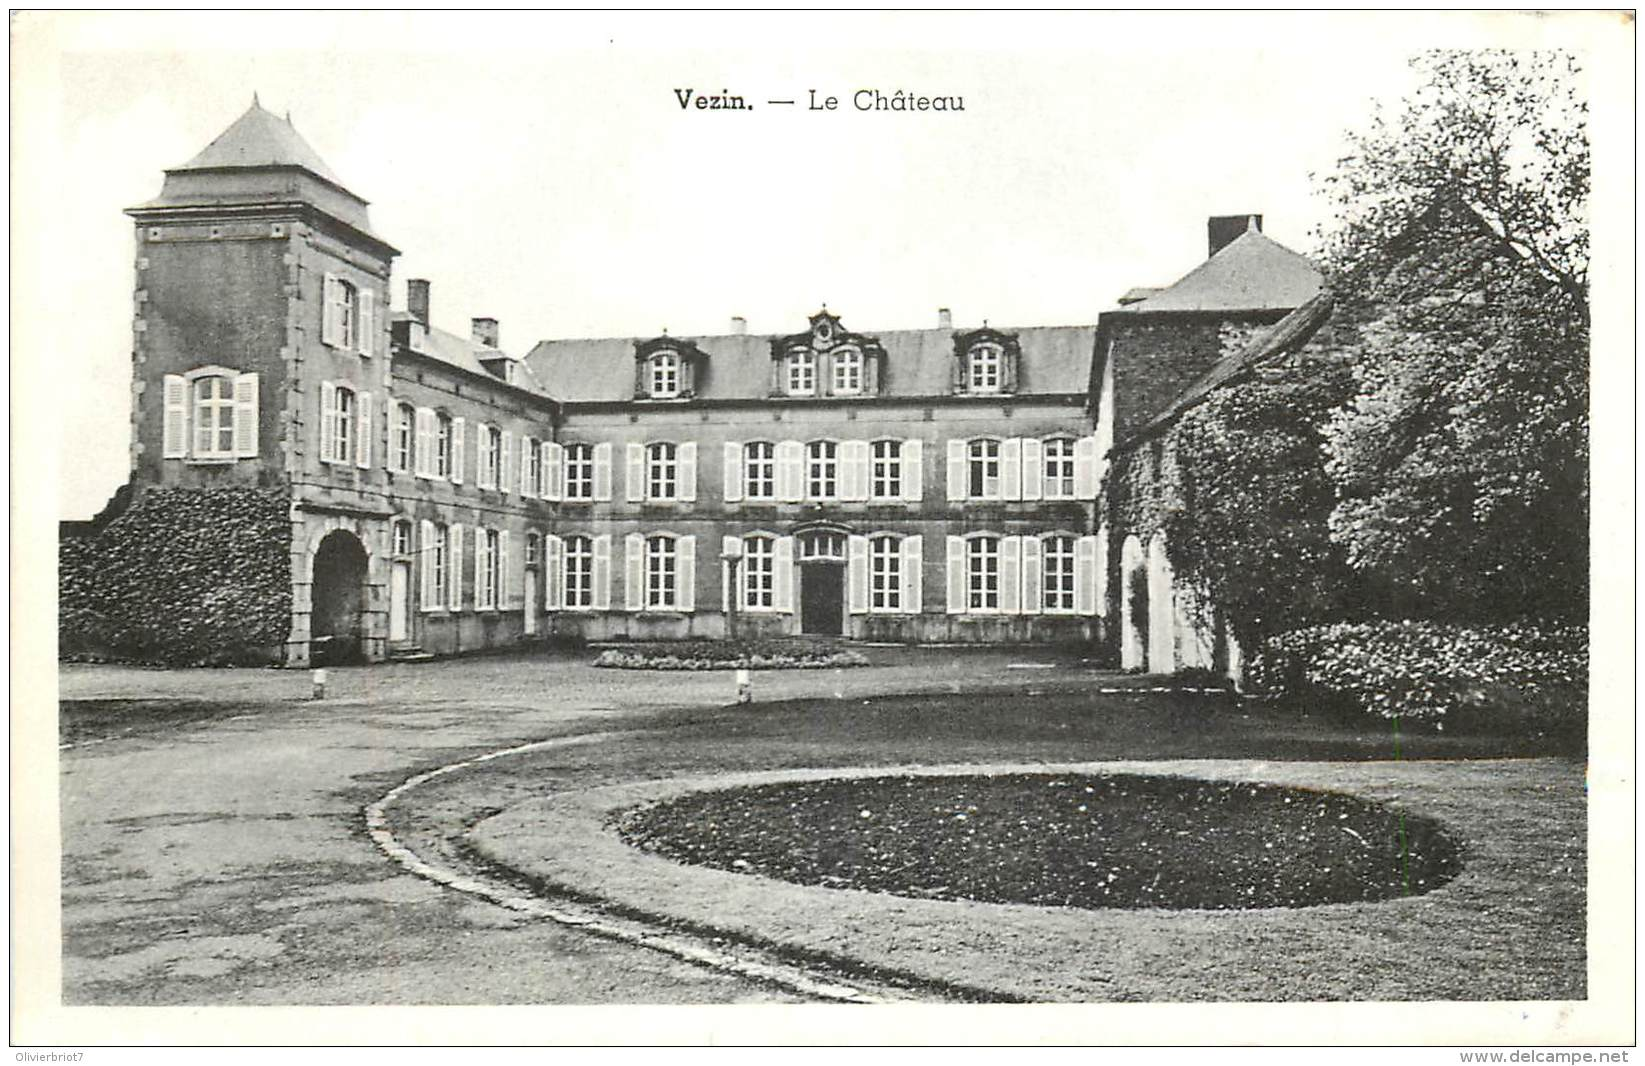 Vezin. — Le Château
Olivierbriot7
www.delcampe.net